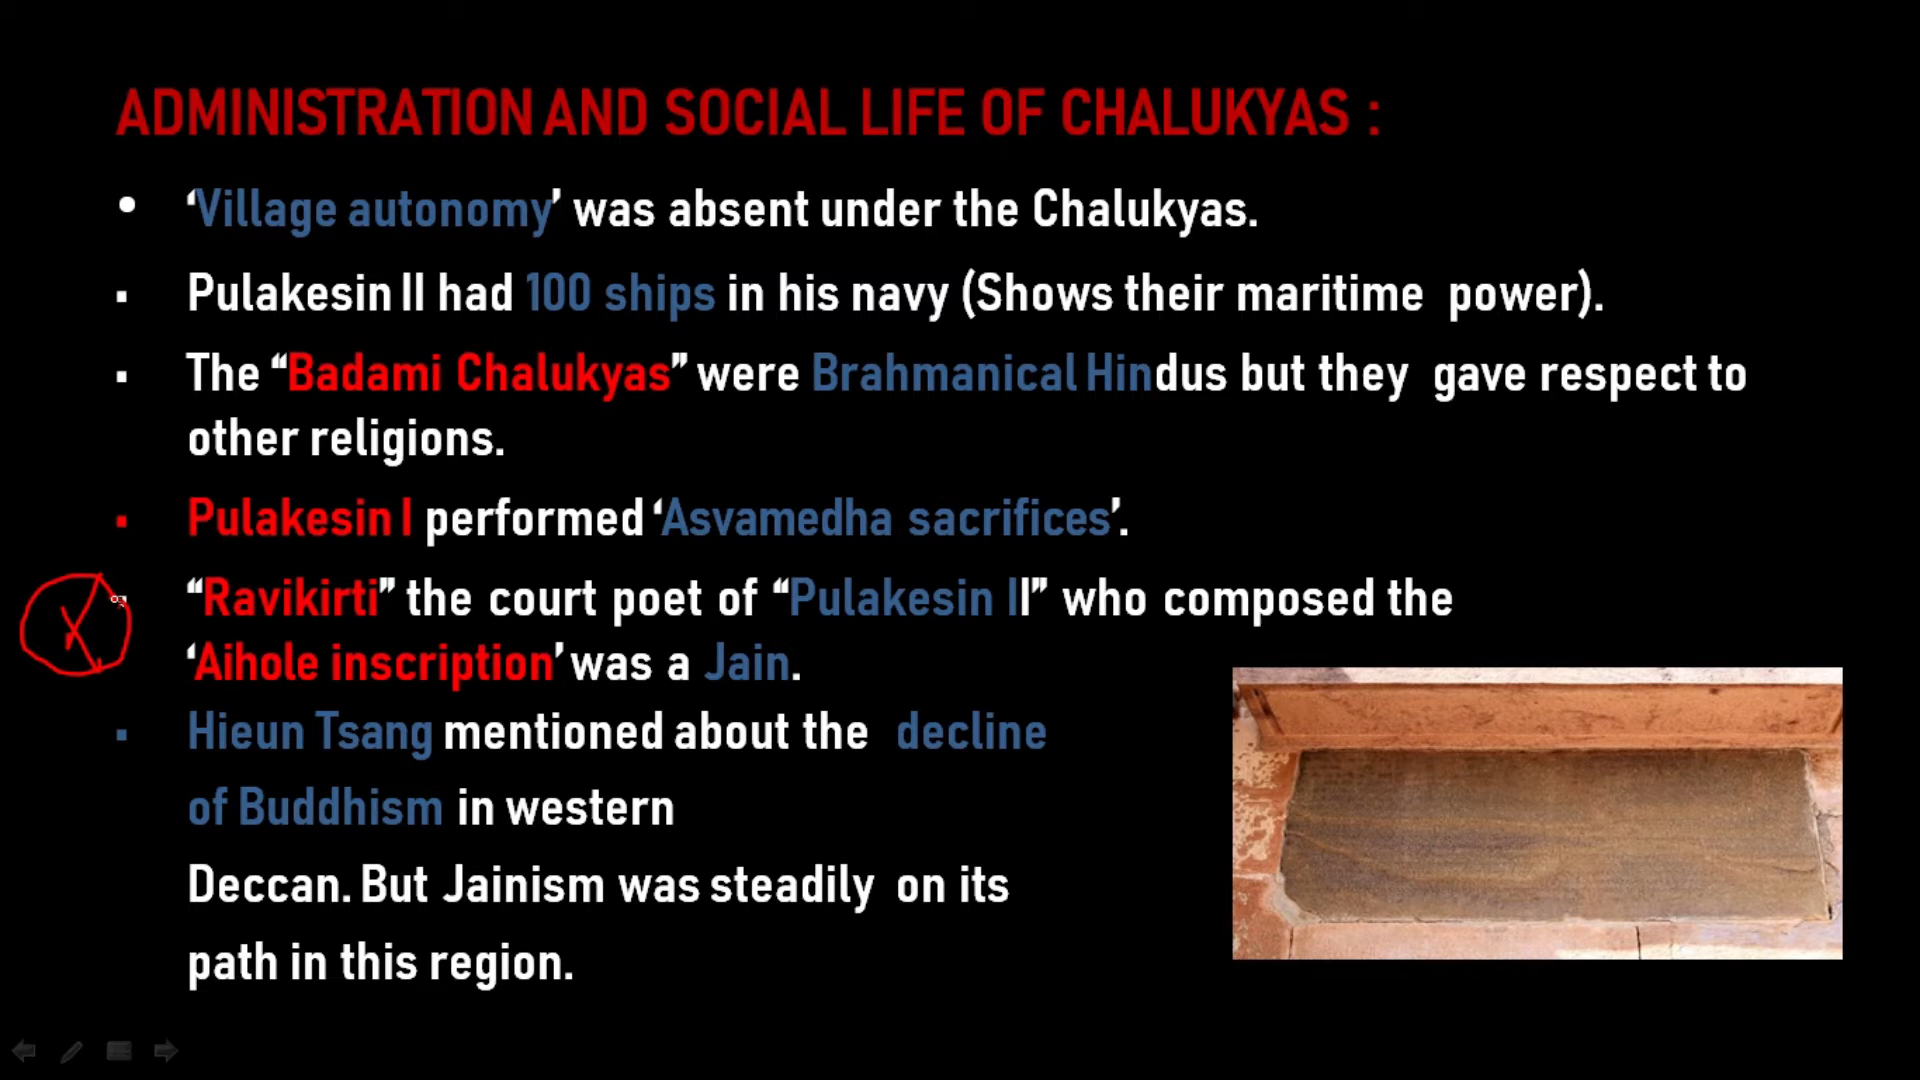 ADMINISTRATION AND SOCIAL LIFE OF CHALUKYAS :
• ‘Village autonomy’ was absent under the Chalukyas.
▪ Pulakesin II had 100 ships in his navy (Shows their maritime power).
▪ The “Badami Chalukyas” were Brahmanical Hindus but they gave respect to
other religions.
▪ Pulakesin I performed ‘Asvamedha sacrifices’.
▪ “Ravikirti” the court poet of “Pulakesin II” who composed the
‘Aihole inscription’ was a Jain.
▪ Hieun Tsang mentioned about the decline
of Buddhism in western
Deccan. But Jainism was steadily on its
path in this region.